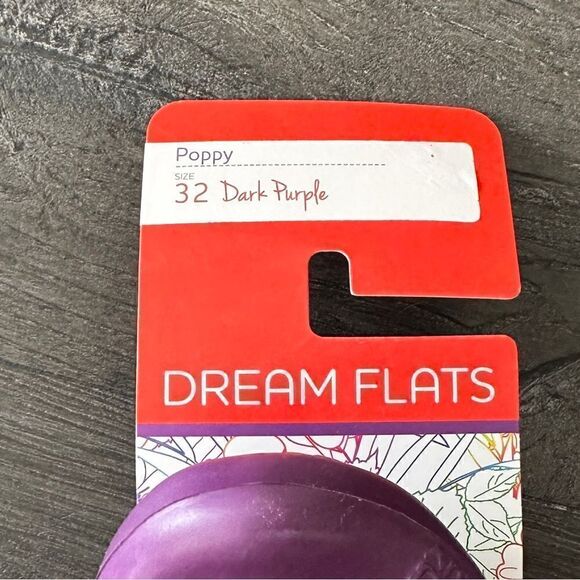 Poppy
SIZE
32 Dark Purple
DREAM FLATS